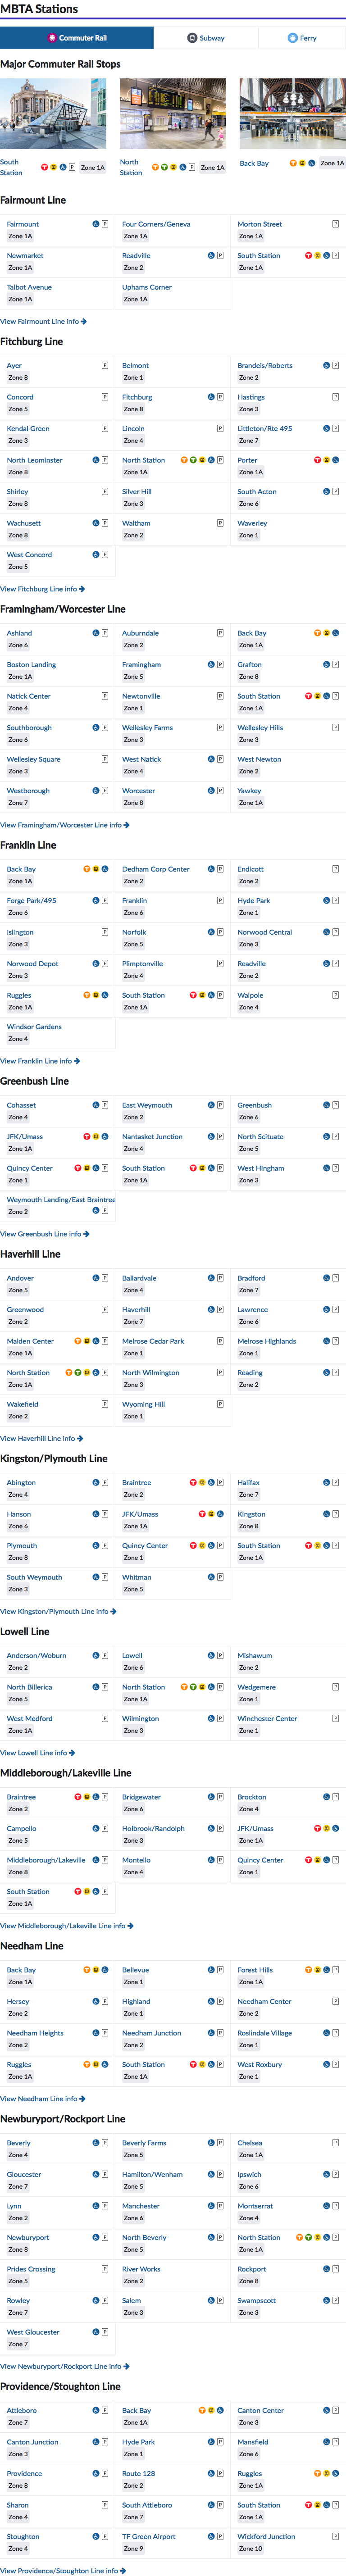 MBTA Stations
Commuter Rail
Subway
Ferry
Major Commuter Rail Stops
South Station
Zone 1A
North Station
Zone 1A
Back Bay
Zone 1A
Fairmount Line
Fairmount P
Zone 1A
Four Corners/Geneva
Zone 1A
Morton Street P
Zone 1A
Newmarket
Zone 1A
Readville P
Zone 2
South Station
Zone 1A
Talbot Avenue
Zone 1A
Uphams Corner
Zone 1A
View Fairmount Line info
Fitchburg Line
Ayer P
Zone 8
Belmont
Zone 1
Brandeis/Roberts P
Zone 2
Concord P
Zone 5
Fitchburg P
Zone 8
Hastings P
Zone 3
Kendal Green P
Zone 3
Lincoln P
Zone 4
Littleton/Rte 495 P
Zone 7
North Leominster P
Zone 8
North Station P
Zone 1A
Porter
Zone 1A
Shirley P
Zone 8
Silver Hill
Zone 3
South Acton P
Zone 6
Wachusett P
Zone 8
Waltham P
Zone 2
Waverley
Zone 1
West Concord P
Zone 5
View Fitchburg Line info
Framingham/Worcester Line
Ashland P
Zone 6
Auburndale P
Zone 2
Back Bay
Zone 1A
Boston Landing
Zone 1A
Framingham P
Zone 5
Grafton P
Zone 8
Natick Center P
Zone 4
Newtonville P
Zone 1
South Station P
Zone 1A
Southborough P
Zone 6
Wellesley Farms P
Zone 3
Wellesley Hills P
Zone 3
Wellesley Square P
Zone 3
West Natick P
Zone 4
West Newton
Zone 2
Westborough P
Zone 7
Worcester P
Zone 8
Yawkey
Zone 1A
View Framingham/Worcester Line info
Franklin Line
Back Bay
Zone 1A
Dedham Corp Center P
Zone 2
Endicott P
Zone 2
Forge Park/495 P
Zone 6
Franklin P
Zone 6
Hyde Park P
Zone 1
Islington P
Zone 3
Norfolk P
Zone 5
Norwood Central P
Zone 3
Norwood Depot P
Zone 3
Plimptonville P
Zone 4
Readville P
Zone 2
Ruggles
Zone 1A
South Station P
Zone 1A
Walpole P
Zone 4
Windsor Gardens
Zone 4
View Franklin Line info
Greenbush Line
Cohasset P
Zone 4
East Weymouth P
Zone 2
Greenbush P
Zone 6
JFK/Umass
Zone 1A
Nantasket Junction P
Zone 4
North Scituate P
Zone 5
Quincy Center P
Zone 1
South Station P
Zone 1A
West Hingham P
Zone 3
Weymouth Landing/East Braintree
Zone 2 P
View Greenbush Line info
Haverhill Line
Andover P
Zone 5
Ballardvale P
Zone 4
Bradford P
Zone 7
Greenwood P
Zone 2
Haverhill P
Zone 7
Lawrence P
Zone 6
Malden Center P
Zone 1A
Melrose Cedar Park P
Zone 1
Melrose Highlands P
Zone 1
North Station P
Zone 1A
North Wilmington P
Zone 3
Reading P
Zone 2
Wakefield P
Zone 2
Wyoming Hill P
Zone 1
View Haverhill Line info
Kingston/Plymouth Line
Abington P
Zone 4
Braintree P
Zone 2
Halifax P
Zone 7
Hanson P
Zone 6
JFK/Umass
Zone 1A
Kingston P
Zone 8
Plymouth P
Zone 8
Quincy Center P
Zone 1
South Station P
Zone 1A
South Weymouth P
Zone 3
Whitman P
Zone 5
View Kingston/Plymouth Line info
Lowell Line
Anderson/Woburn P
Zone 2
Lowell P
Zone 6
Mishawum
Zone 2
North Billerica P
Zone 5
North Station P
Zone 1A
Wedgemere P
Zone 1
West Medford P
Zone 1A
Wilmington P
Zone 3
Winchester Center P
Zone 1
View Lowell Line info
Middleborough/Lakeville Line
Braintree P
Zone 2
Bridgewater P
Zone 6
Brockton P
Zone 4
Campello P
Zone 5
Holbrook/Randolph P
Zone 3
JFK/Umass
Zone 1A
Middleborough/Lakeville P
Zone 8
Montello P
Zone 4
Quincy Center P
Zone 1
South Station P
Zone 1A
View Middleborough/Lakeville Line info
Needham Line
Back Bay
Zone 1A
Bellevue P
Zone 1
Forest Hills P
Zone 1A
Hersey P
Zone 2
Highland P
Zone 1
Needham Center P
Zone 2
Needham Heights P
Zone 2
Needham Junction P
Zone 2
Roslindale Village P
Zone 1
Ruggles
Zone 1A
South Station P
Zone 1A
West Roxbury P
Zone 1
View Needham Line info
Newburyport/Rockport Line
Beverly P
Zone 4
Beverly Farms P
Zone 5
Chelsea P
Zone 1A
Gloucester P
Zone 7
Hamilton/Wenham P
Zone 5
Ipswich P
Zone 6
Lynn P
Zone 2
Manchester P
Zone 6
Montserrat P
Zone 4
Newburyport P
Zone 8
North Beverly P
Zone 5
North Station P
Zone 1A
Prides Crossing P
Zone 5
River Works
Zone 2
Rockport P
Zone 8
Rowley P
Zone 7
Salem P
Zone 3
Swampscott P
Zone 3
West Gloucester P
Zone 7
View Newburyport/Rockport Line info
Providence/Stoughton Line
Attleboro P
Zone 7
Back Bay
Zone 1A
Canton Center P
Zone 3
Canton Junction P
Zone 3
Hyde Park P
Zone 1
Mansfield P
Zone 6
Providence P
Zone 8
Route 128 P
Zone 2
Ruggles
Zone 1A
Sharon P
Zone 4
South Attleboro P
Zone 7
South Station P
Zone 1A
Stoughton P
Zone 4
TF Green Airport P
Zone 9
Wickford Junction P
Zone 10
View Providence/Stoughton Line info